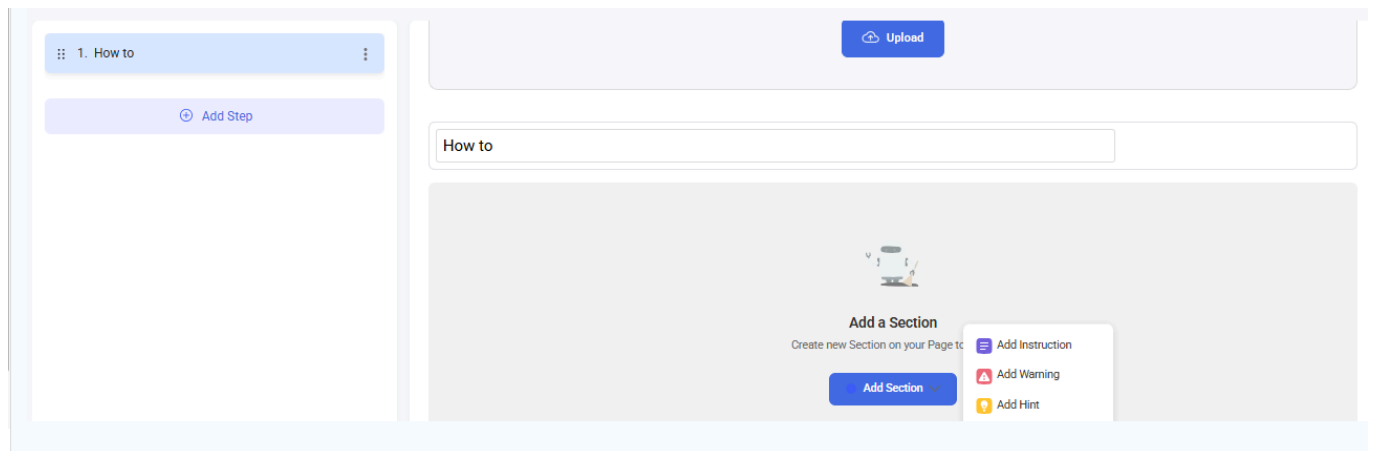 1. How to
Add Step
Upload
How to
Add a Section
Create new Section on your Page to
Add Section
Add Instruction
Add Warning
Add Hint